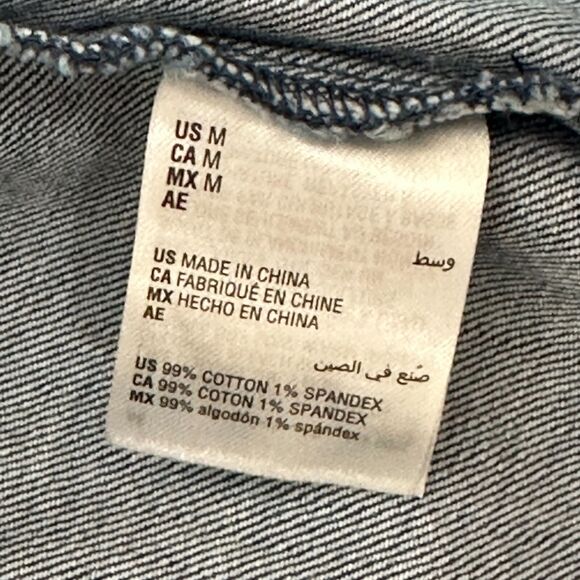 US M
CA M
MX M
AE
وسط
US MADE IN CHINA
CA FABRIQUÉ EN CHINE
MX HECHO EN CHINA
AE
صُنع في الصين
US 99% COTTON 1% SPANDEX
CA 99% COTON 1% SPANDEX
MX 99% algodón 1% spándex